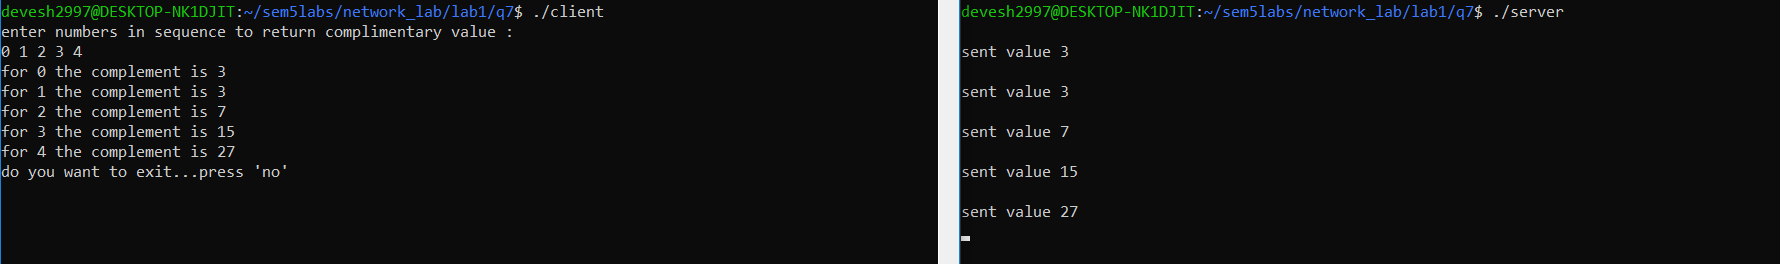 devesh2997@DESKTOP-NK1DJIT:~/sem5labs/network_lab/lab1/q7$ ./client
enter numbers in sequence to return complimentary value :
0 1 2 3 4
for 0 the complement is 3
for 1 the complement is 3
for 2 the complement is 7
for 3 the complement is 15
for 4 the complement is 27
do you want to exit...press 'no'
devesh2997@DESKTOP-NK1DJIT:~/sem5labs/network_lab/lab1/q7$ ./server
sent value 3
sent value 3
sent value 7
sent value 15
sent value 27